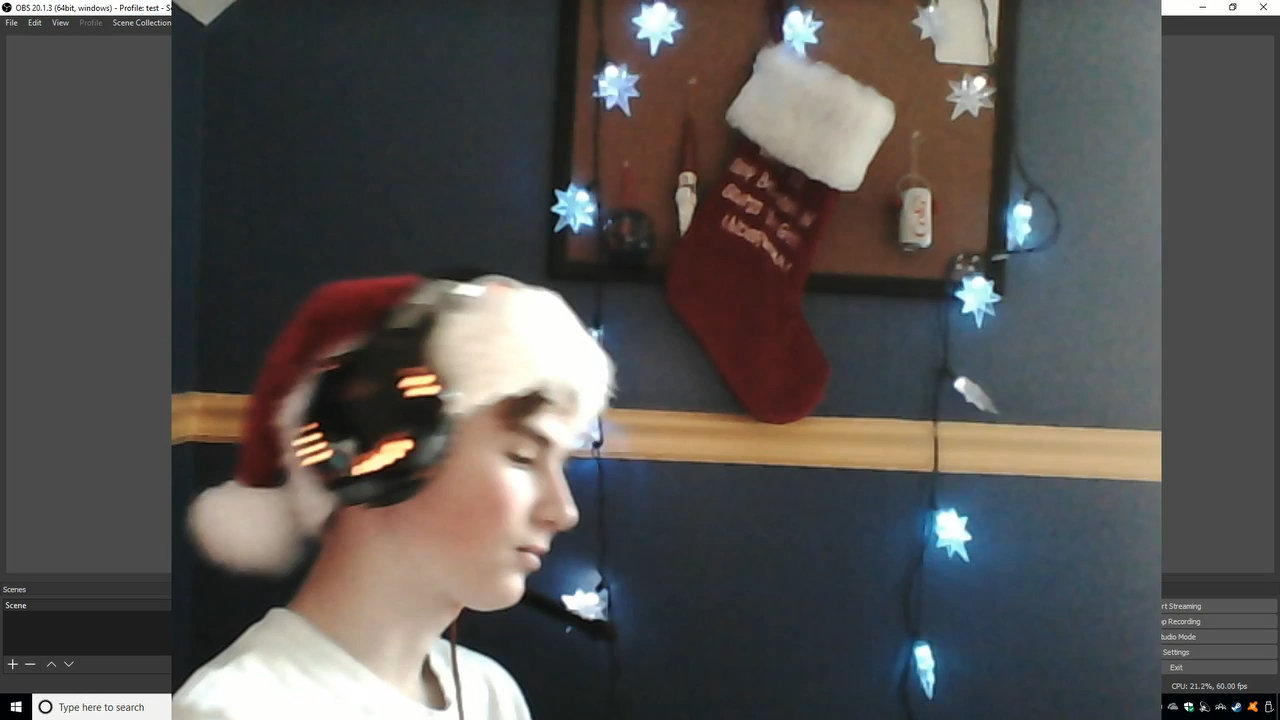 OBS 20.1.3 (64bit, windows) - Profile: test - S
File Edit View Profile Scene Collection
Scenes
Scene
rt Streaming
op Recording
tudio Mode
Settings
Exit
CPU: 21.2%, 60.00 fps
Type here to search